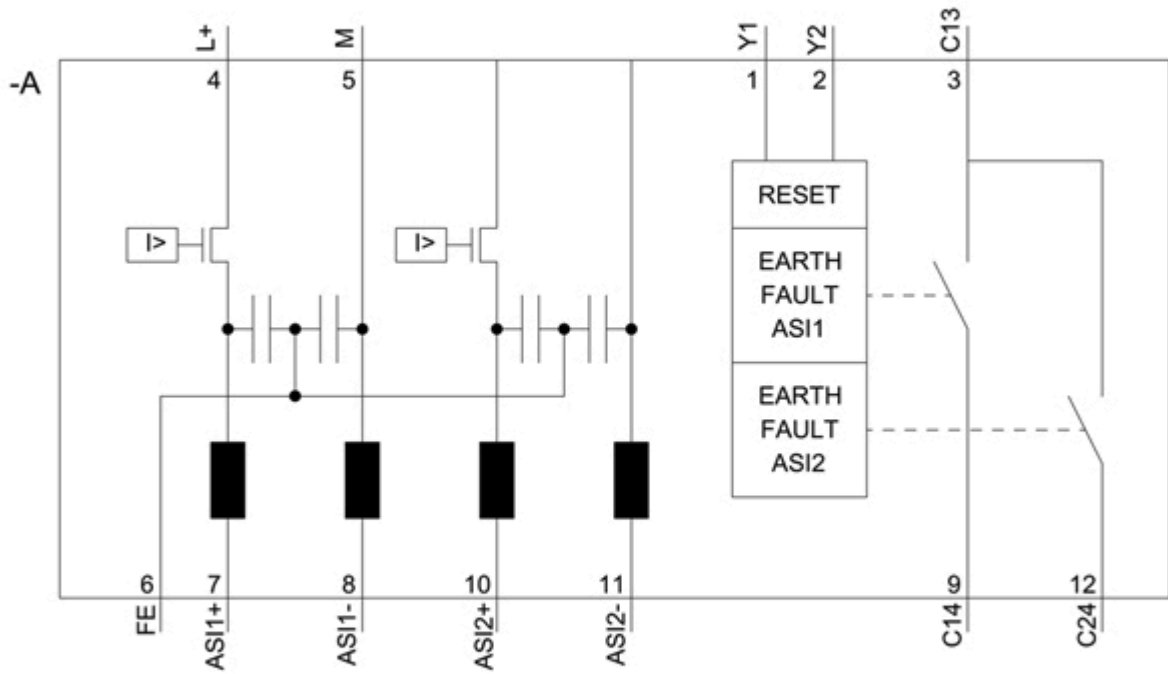 L+
M
Y1
Y2
C13
-A
4
5
1
2
3
RESET
I>
I>
EARTH
FAULT
ASI1
EARTH
FAULT
ASI2
6
7
8
10
11
9
12
FE
ASI1+
ASI1-
ASI2+
ASI2-
C14
C24